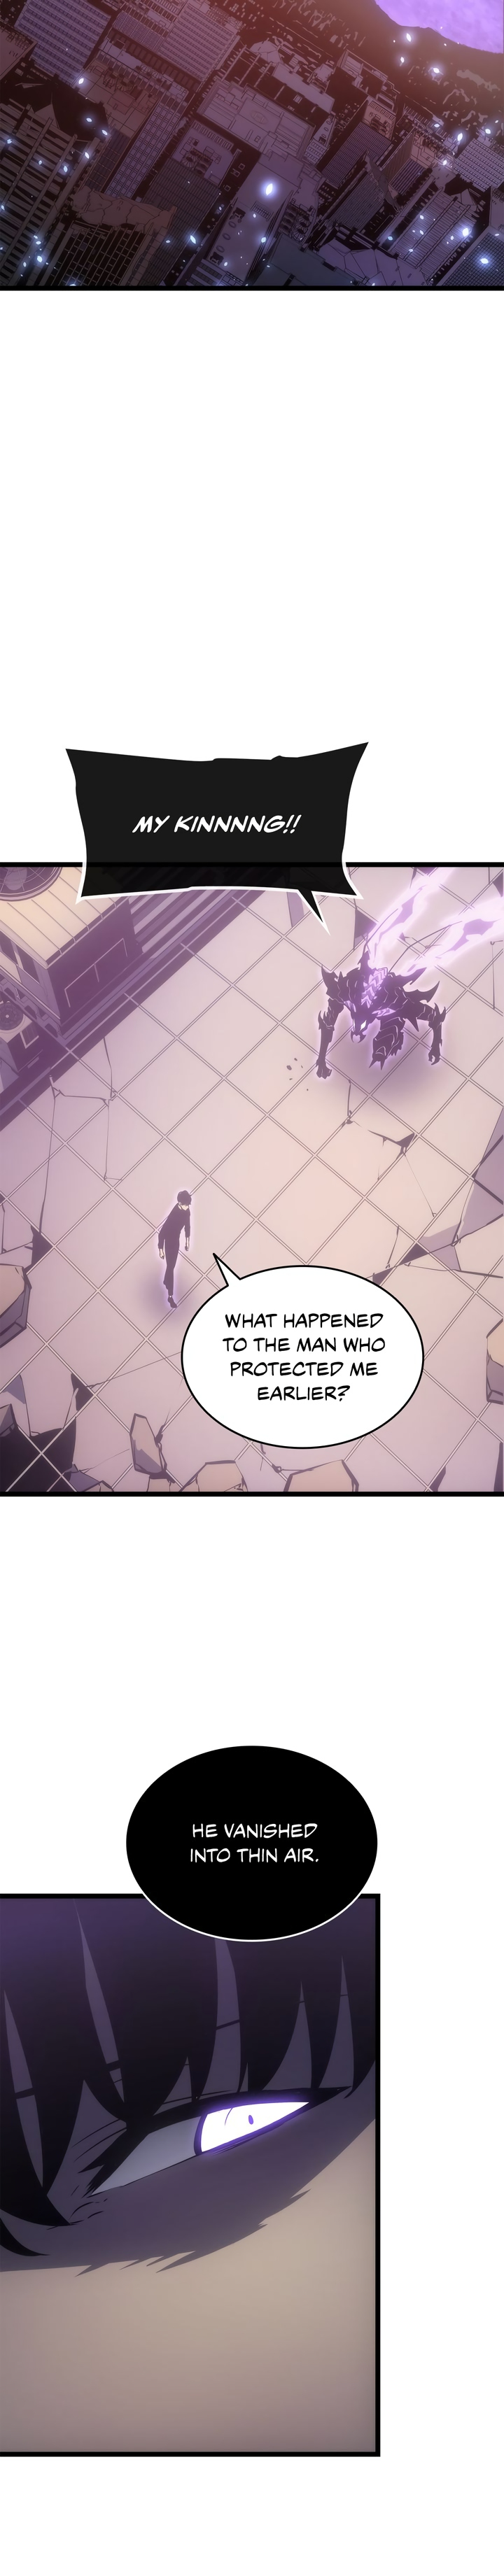 MY KINNNNG!!
WHAT HAPPENED
TO THE MAN WHO
PROTECTED ME
EARLIER?
HE VANISHED
INTO THIN AIR.